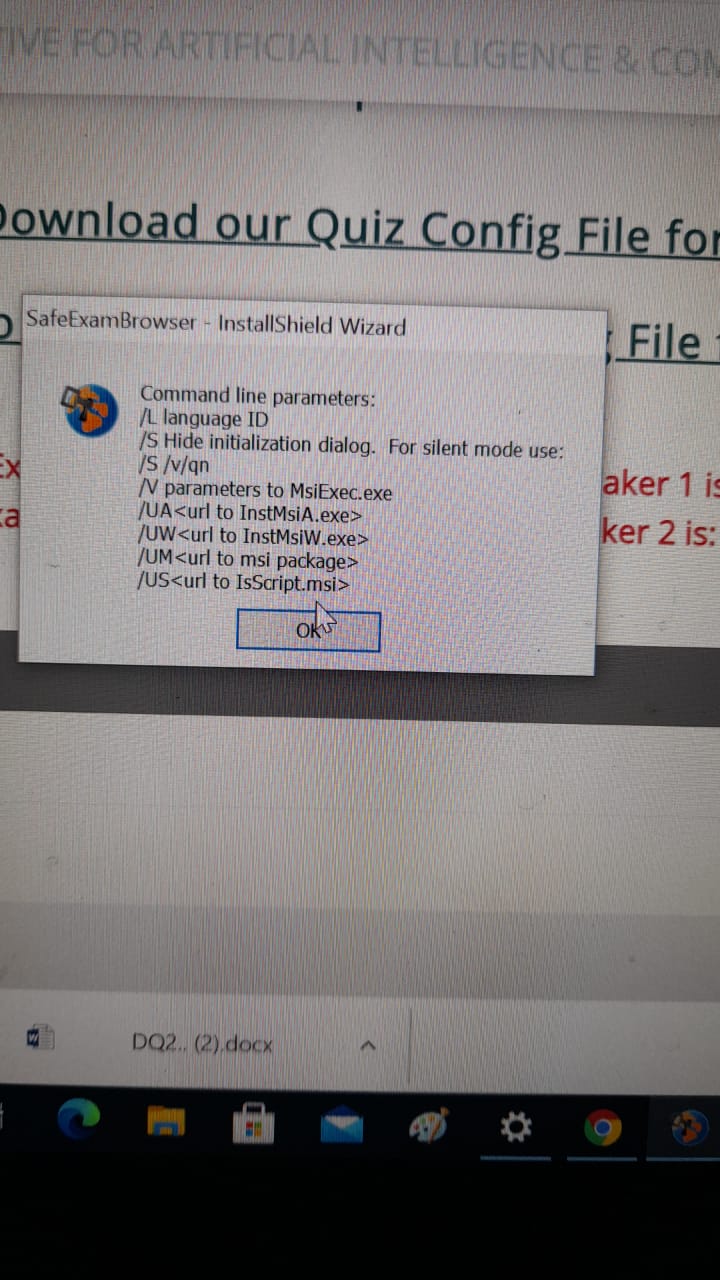 IVE FOR ARTIFICIAL INTELLIGENCE & COM
Download our Quiz Config File for
SafeExamBrowser - InstallShield Wizard
File
Command line parameters:
/L language ID
/S Hide initialization dialog.  For silent mode use:
/S /v/qn
/V parameters to MsiExec.exe
/UA<url to InstMsiA.exe>
/UW<url to InstMsiW.exe>
/UM<url to msi package>
/US<url to IsScript.msi>
OK
Ex
aker 1 is
xa
ker 2 is:
DQ2.. (2).docx